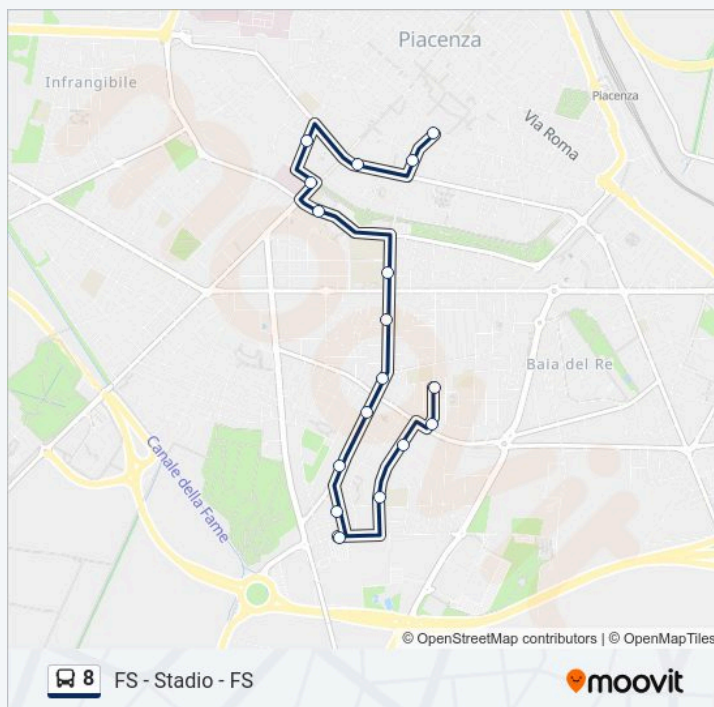 Piacenza
Infrangibile
Piacenza
Via Roma
Baia del Re
Canale della Fame
moovit
© OpenStreetMap contributors | © OpenMapTiles
8 FS - Stadio - FS
moovit